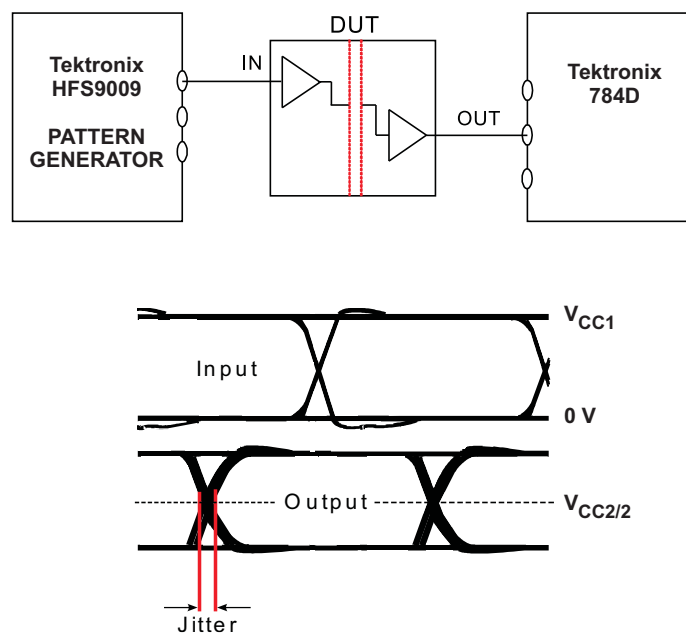 DUT
Tektronix
HFS9009
PATTERN
GENERATOR
IN
OUT
Tektronix
784D
VCC1
Input
0 V
Output
VCC2/2
Jitter